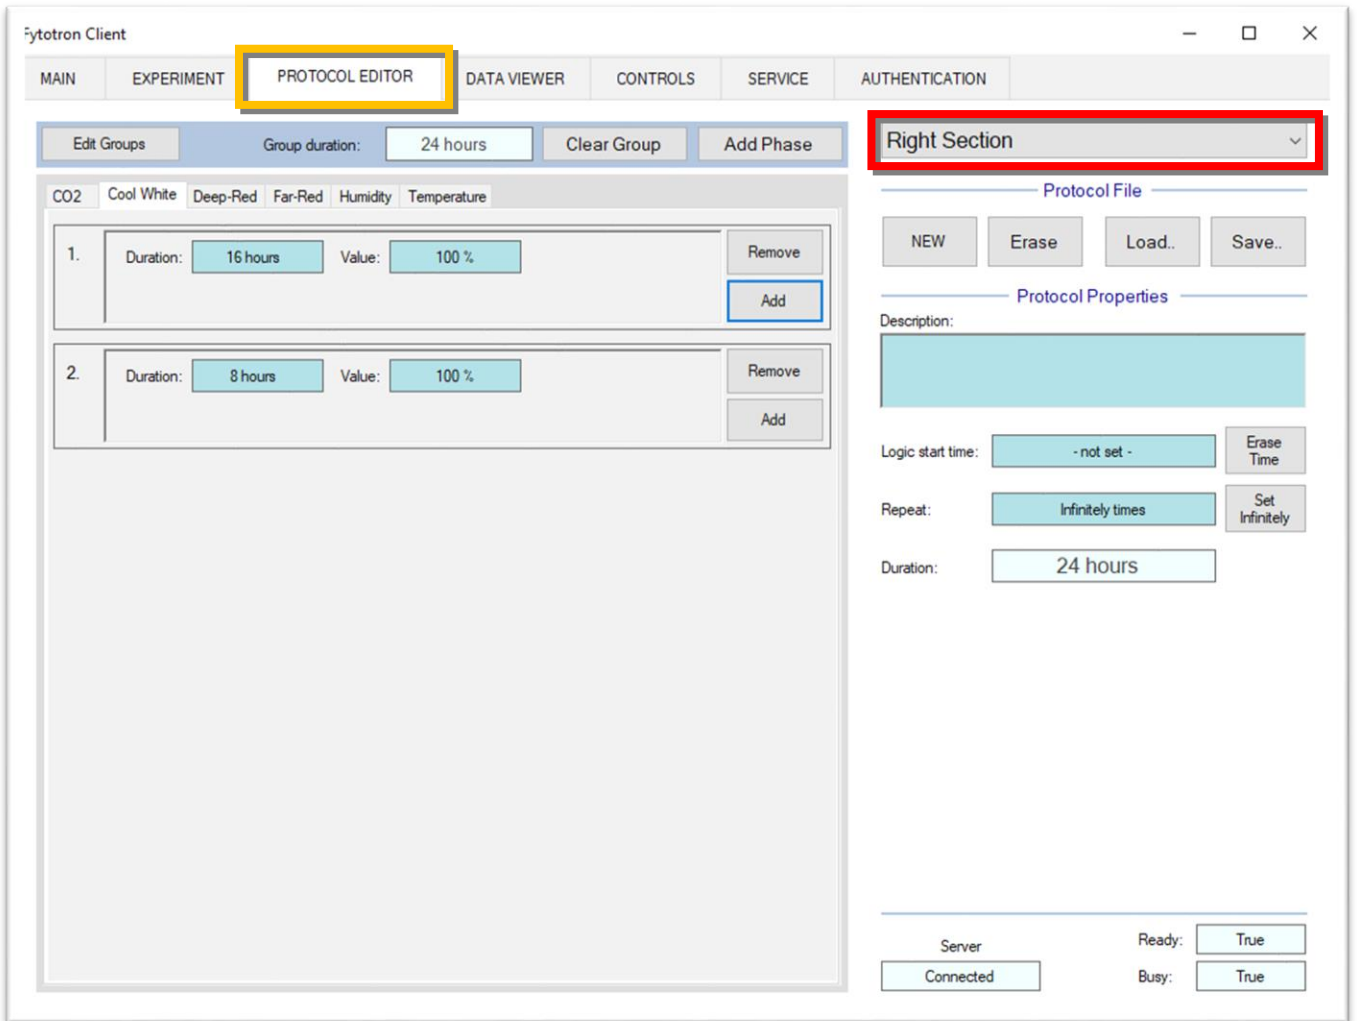 Fytotron Client
MAIN EXPERIMENT PROTOCOL EDITOR DATA VIEWER CONTROLS SERVICE AUTHENTICATION
Edit Groups Group duration: 24 hours Clear Group Add Phase
CO2 Cool White Deep-Red Far-Red Humidity Temperature
1. Duration: 16 hours Value: 100 % Remove
Add
2. Duration: 8 hours Value: 100 % Remove
Add
Right Section
Protocol File
NEW Erase Load.. Save..
Protocol Properties
Description:
Logic start time: - not set - Erase Time
Repeat: Infinitely times Set Infinitely
Duration: 24 hours
Server Ready: True
Connected Busy: True